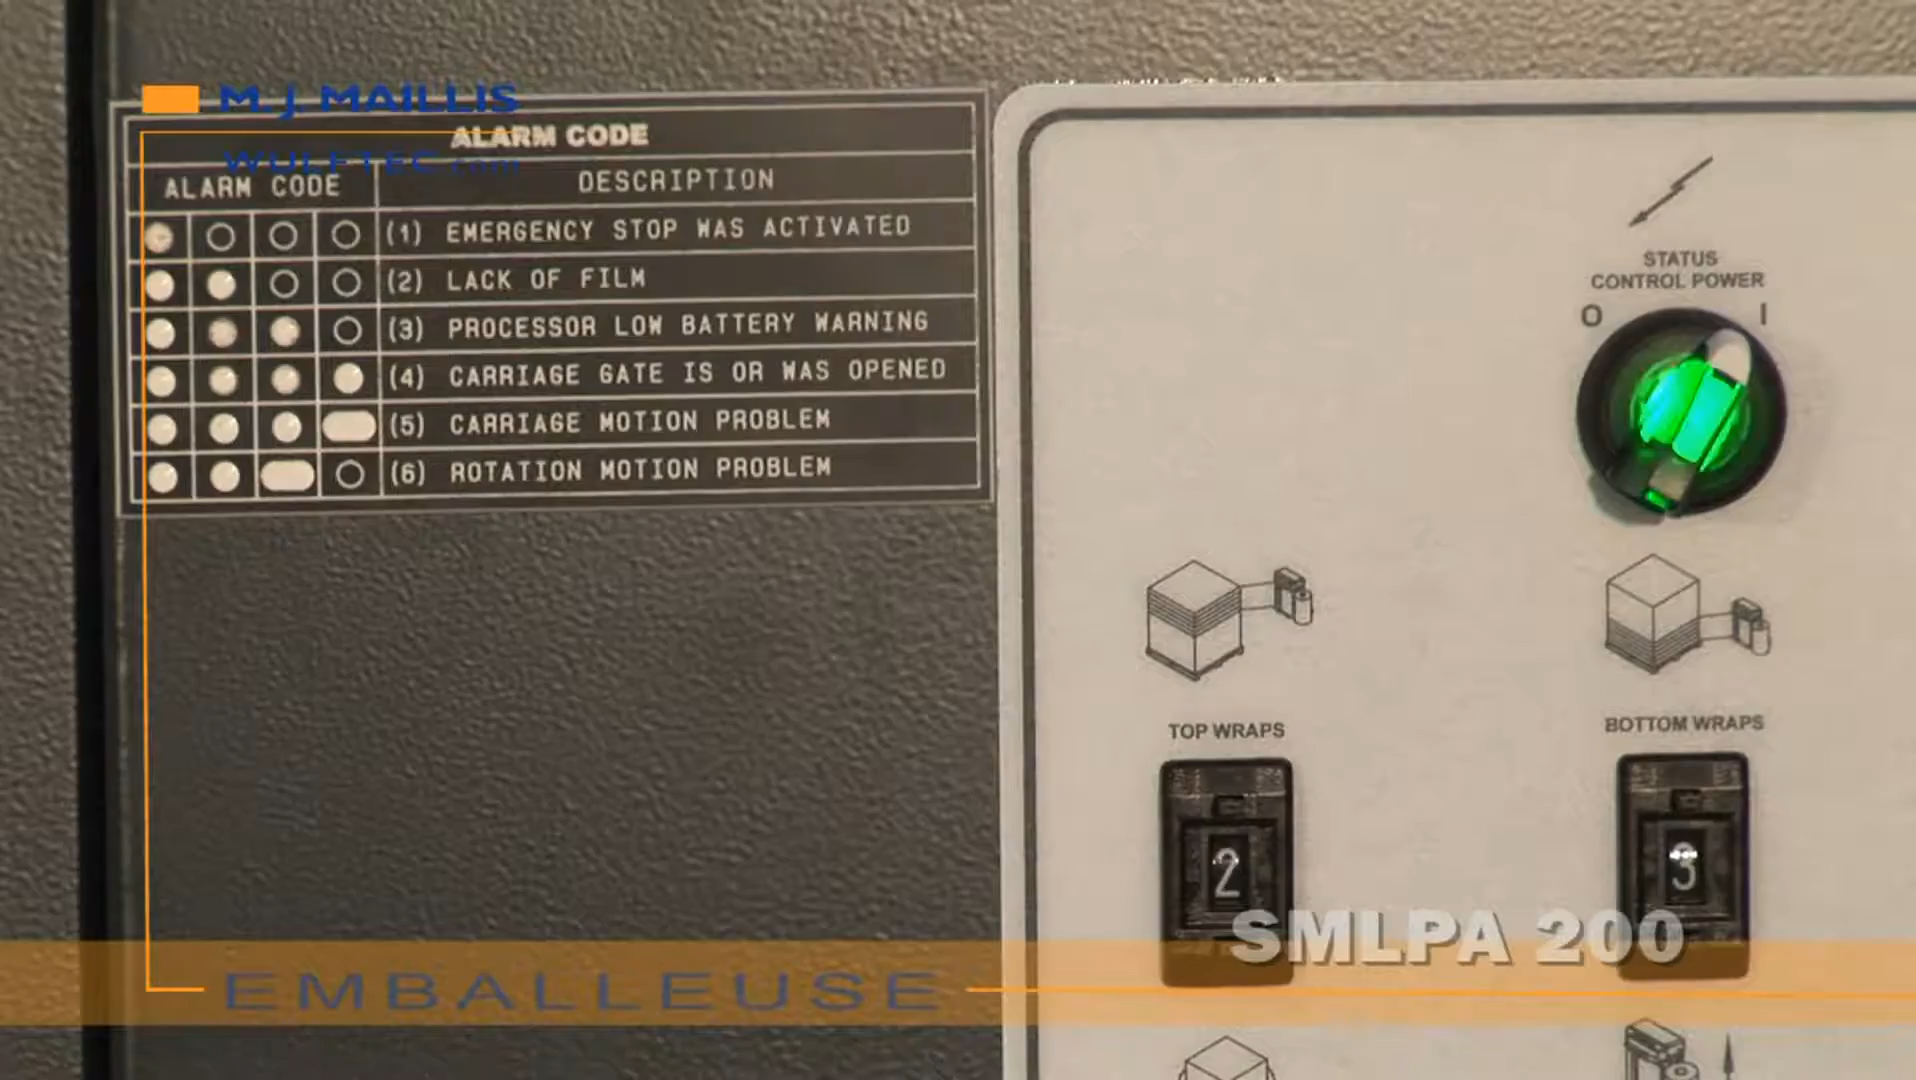 M.J. MAILLIS
WULFTEC.com
ALARM CODE
ALARM CODE DESCRIPTION
(1) EMERGENCY STOP WAS ACTIVATED
(2) LACK OF FILM
(3) PROCESSOR LOW BATTERY WARNING
(4) CARRIAGE GATE IS OR WAS OPENED
(5) CARRIAGE MOTION PROBLEM
(6) ROTATION MOTION PROBLEM
STATUS
CONTROL POWER
O I
TOP WRAPS
BOTTOM WRAPS
2
3
SMLPA 200
EMBALLEUSE